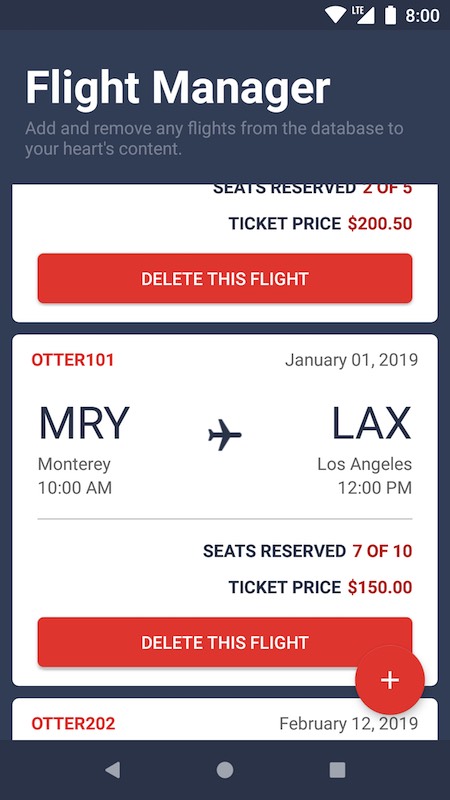 LTE 8:00
Flight Manager
Add and remove any flights from the database to
your heart's content.
SEATS RESERVED 2 OF 5
TICKET PRICE $200.50
DELETE THIS FLIGHT
OTTER101 January 01, 2019
MRY LAX
Monterey Los Angeles
10:00 AM 12:00 PM
SEATS RESERVED 7 OF 10
TICKET PRICE $150.00
DELETE THIS FLIGHT
+
OTTER202 February 12, 2019